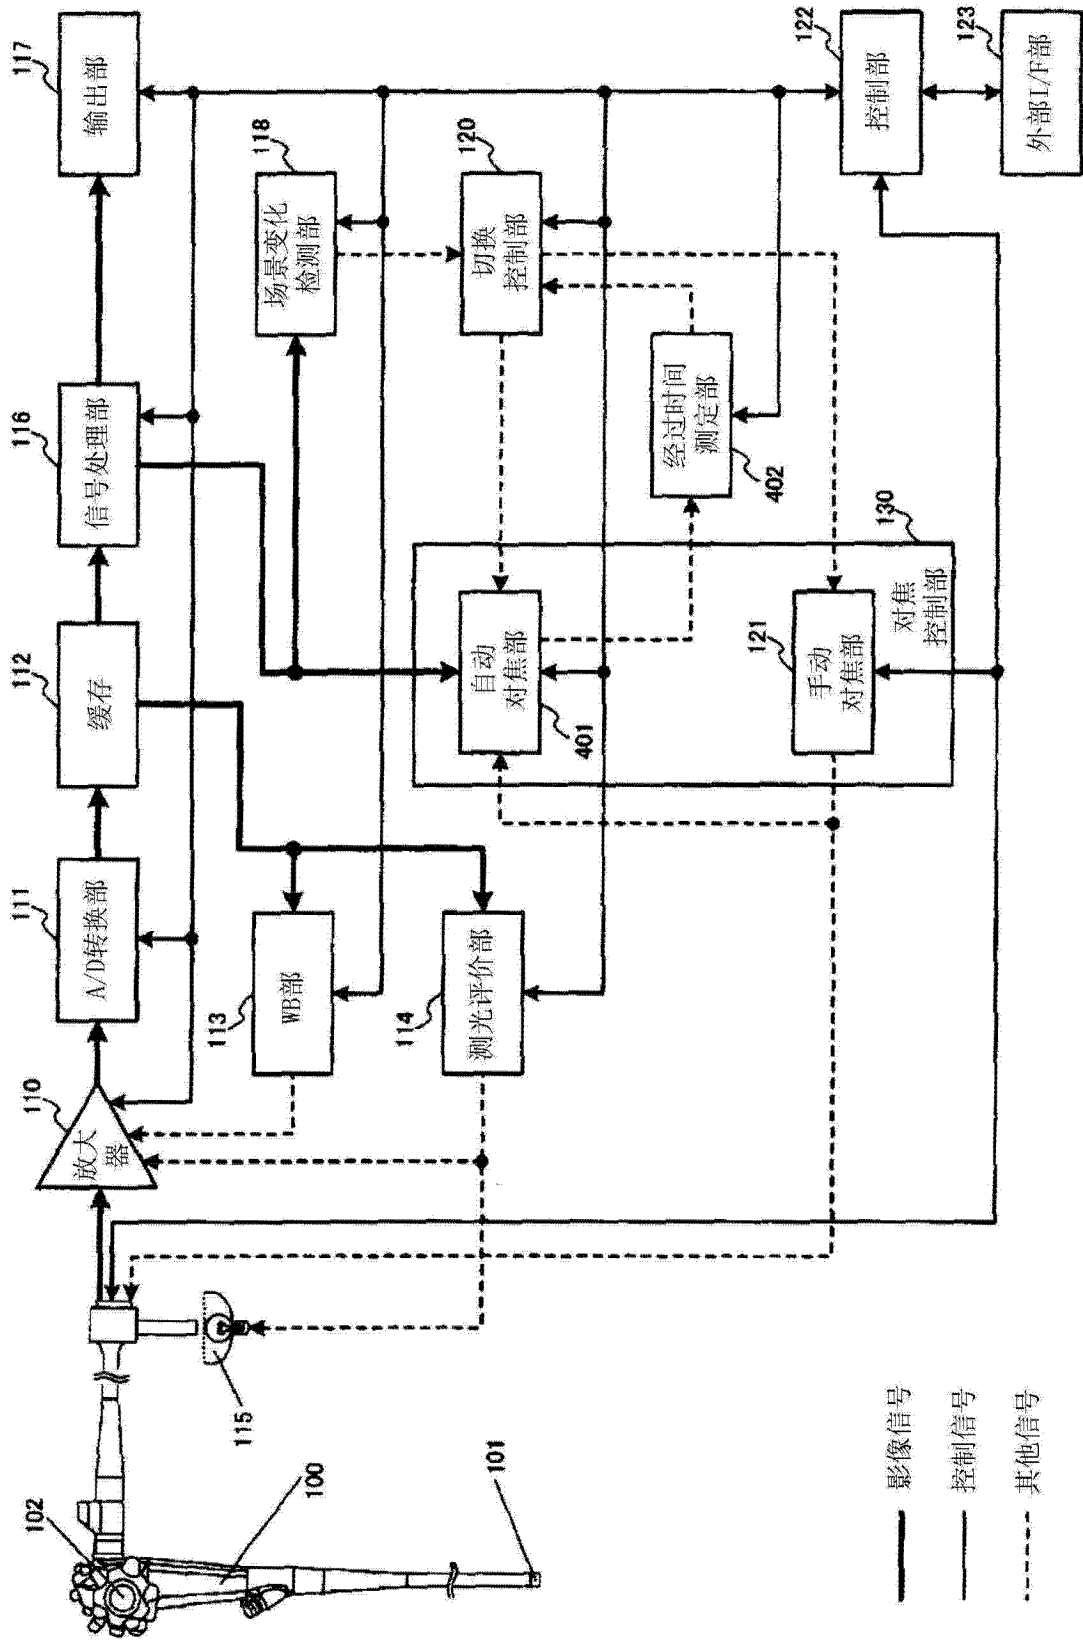 102
100
101
115
放大
器
110
A/D转换部
111
缓存
112
信号处理部
116
输出部
117
WB部
113
场景变化
检测部
118
测光评价部
114
自动
对焦部
401
切换
控制部
120
经过时间
测定部
402
手动
对焦部
121
对焦
控制部
130
控制部
122
外部I/F部
123
影像信号
控制信号
其他信号